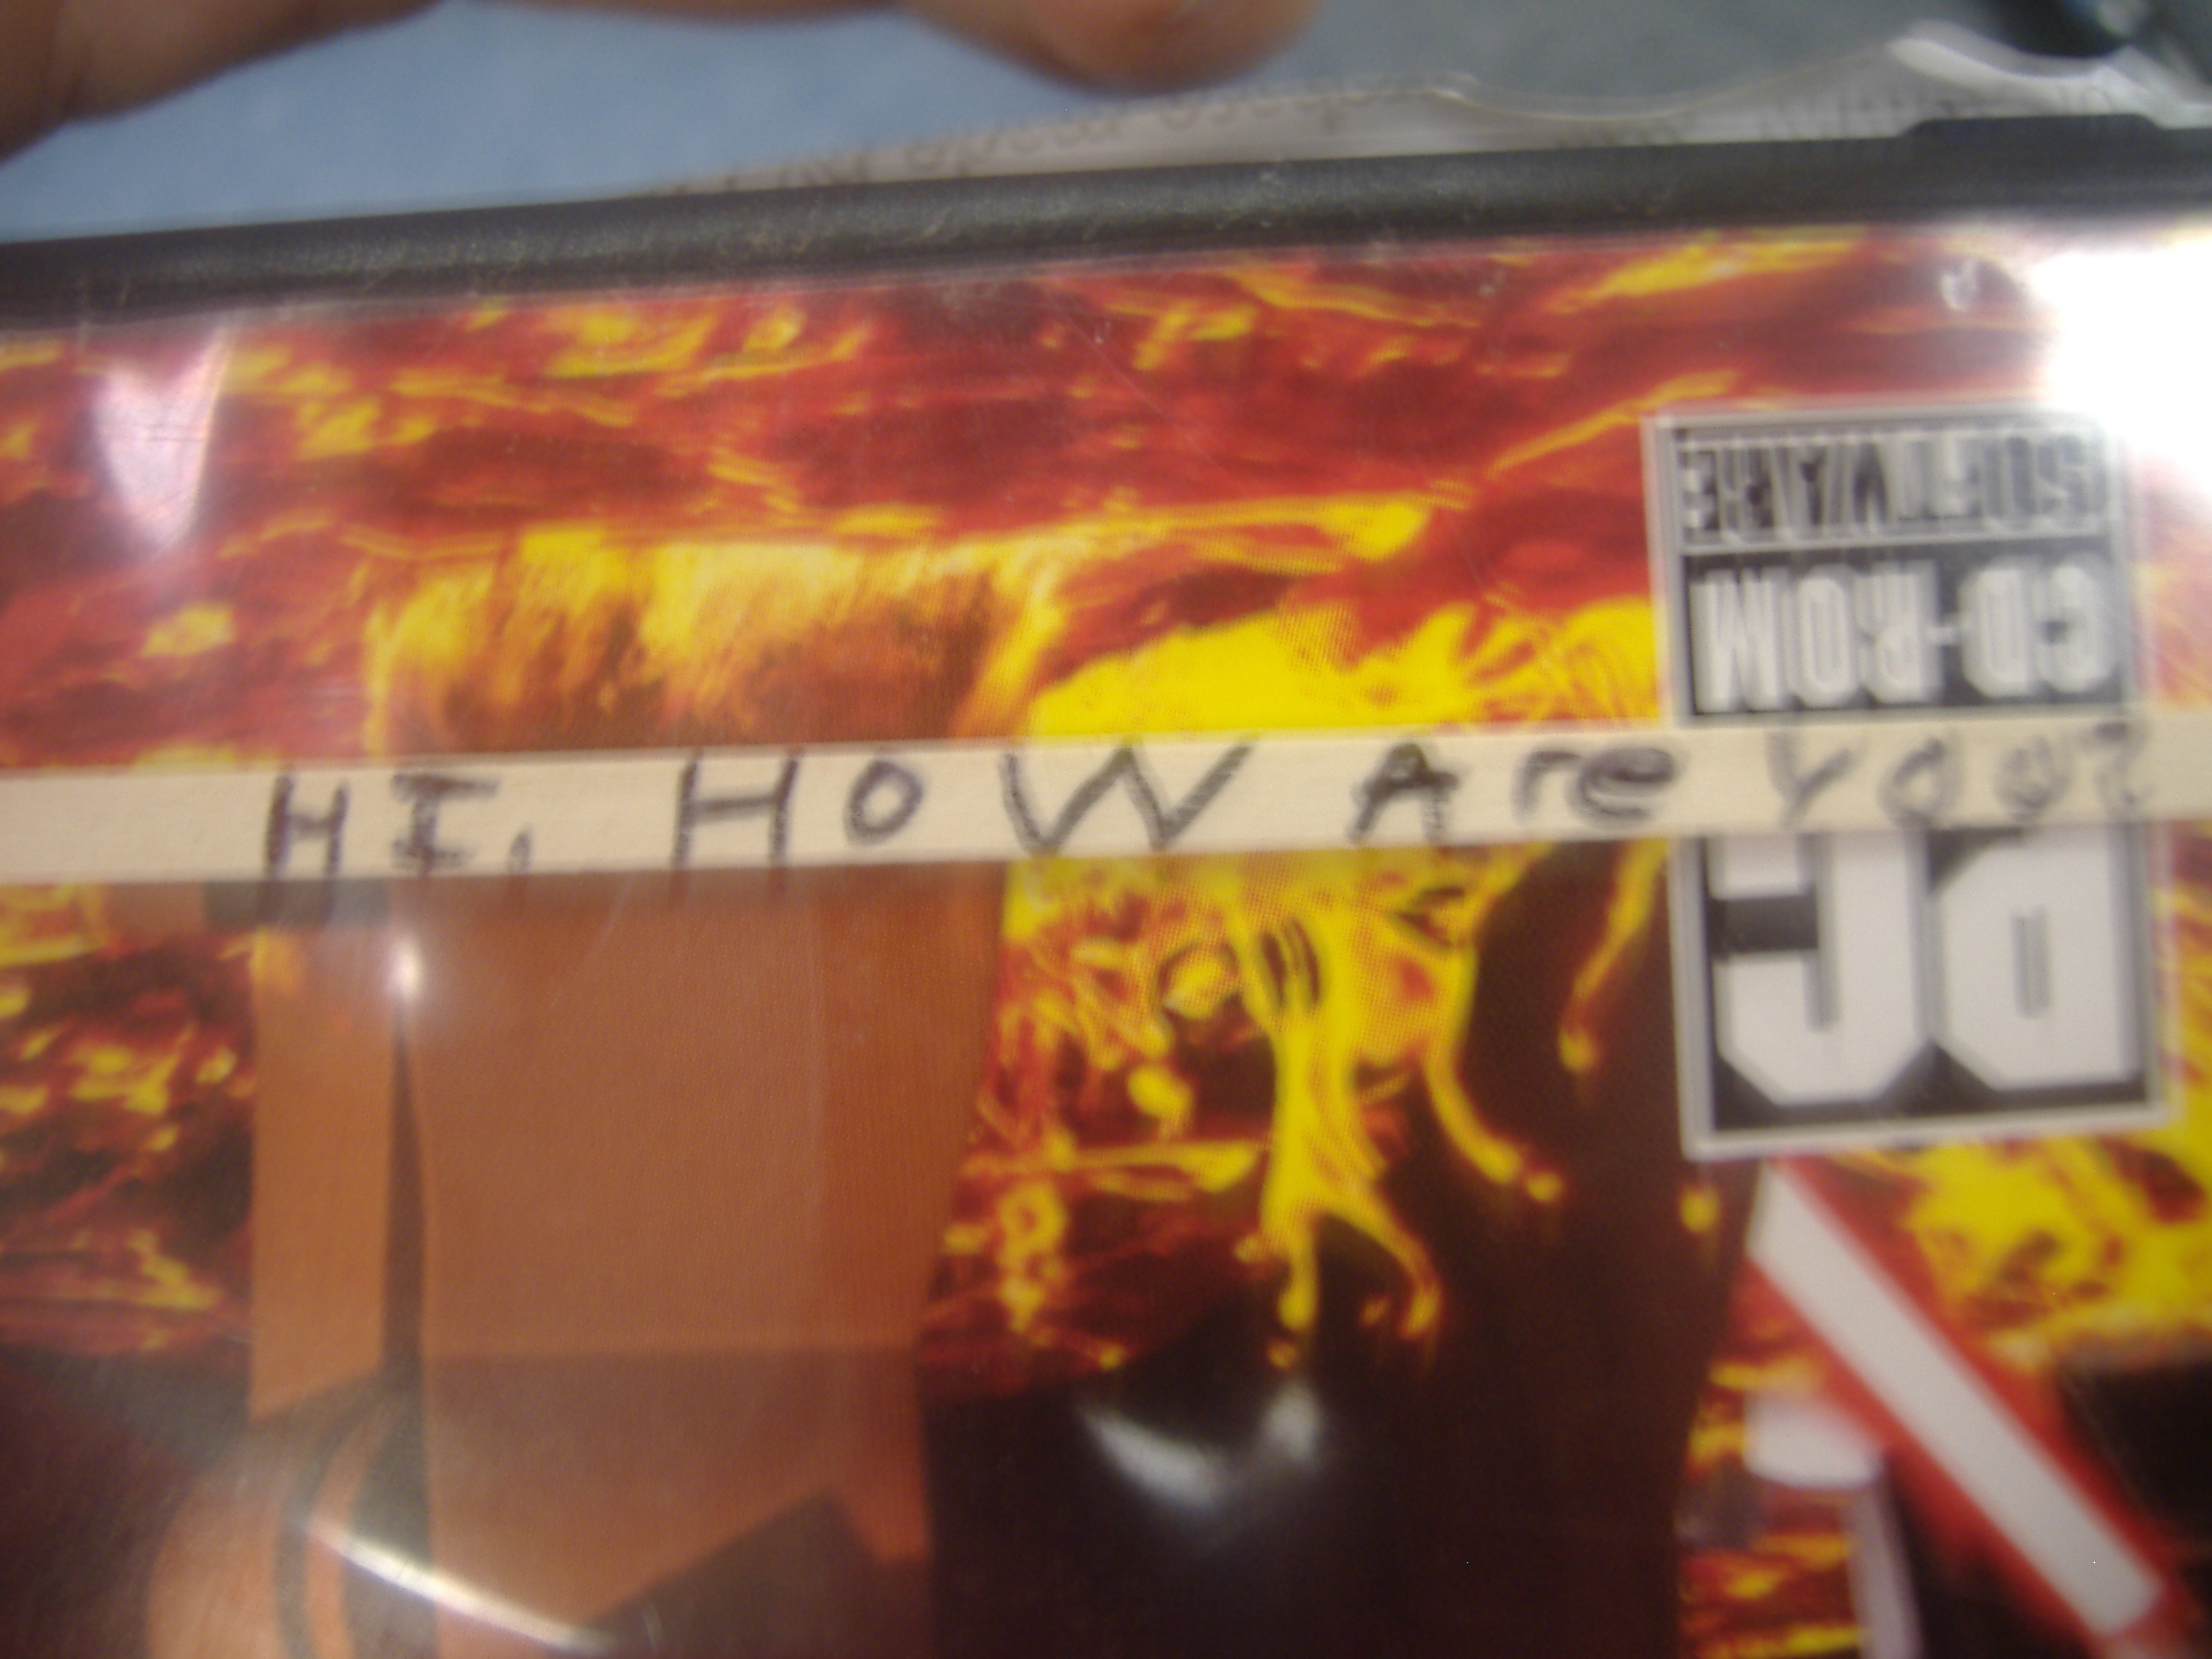 HI, HOW Are You?
PC
CD-ROM
SOFTWARE